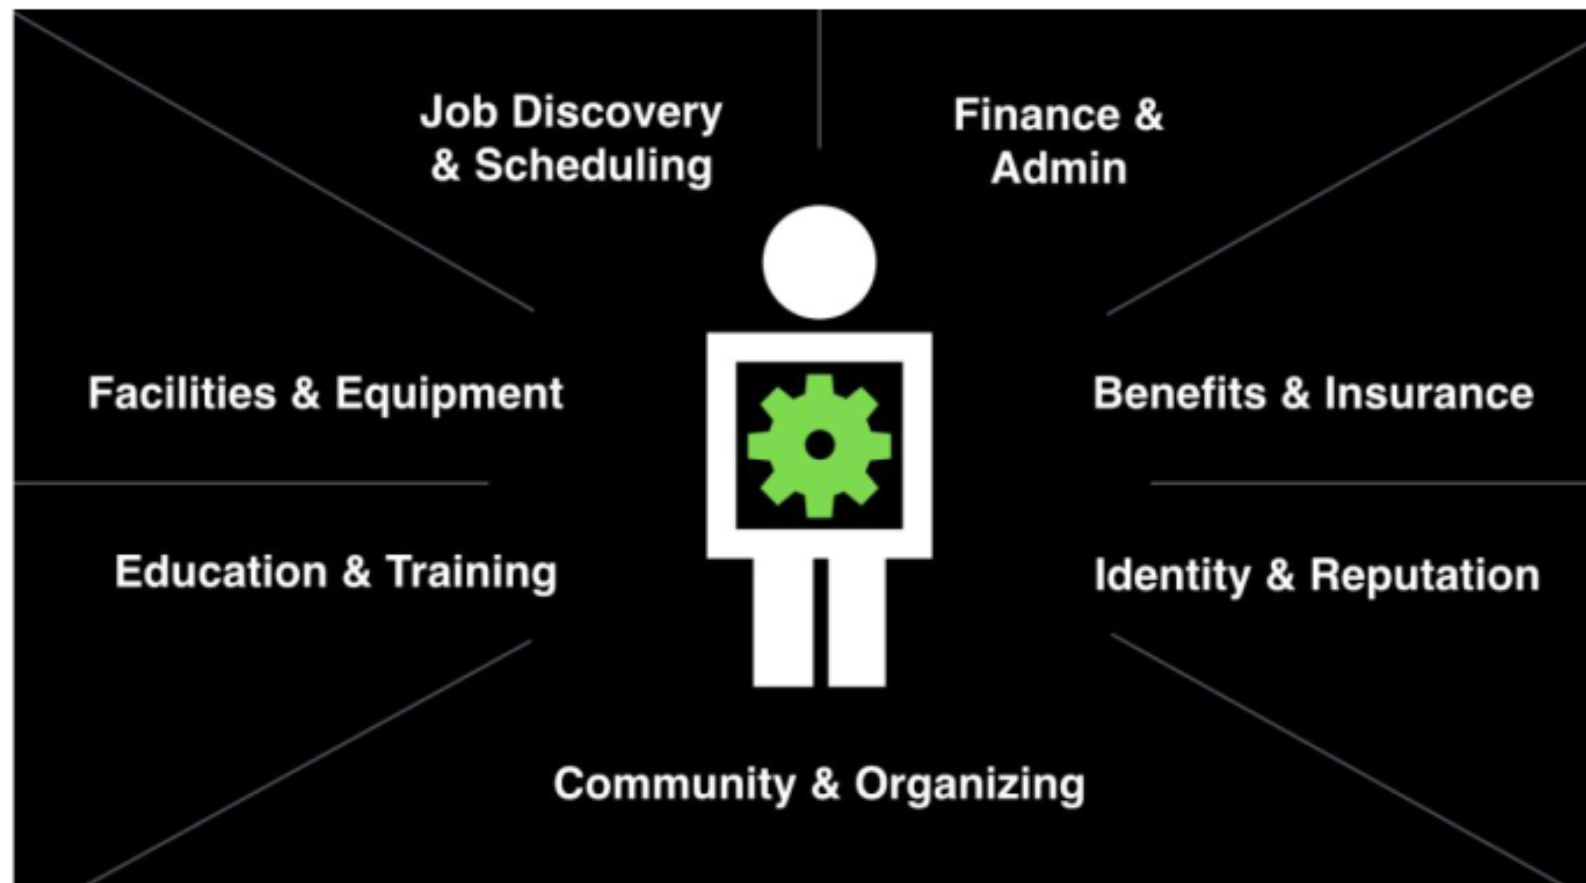 Job Discovery
& Scheduling
Finance &
Admin
Facilities & Equipment
Benefits & Insurance
Education & Training
Identity & Reputation
Community & Organizing